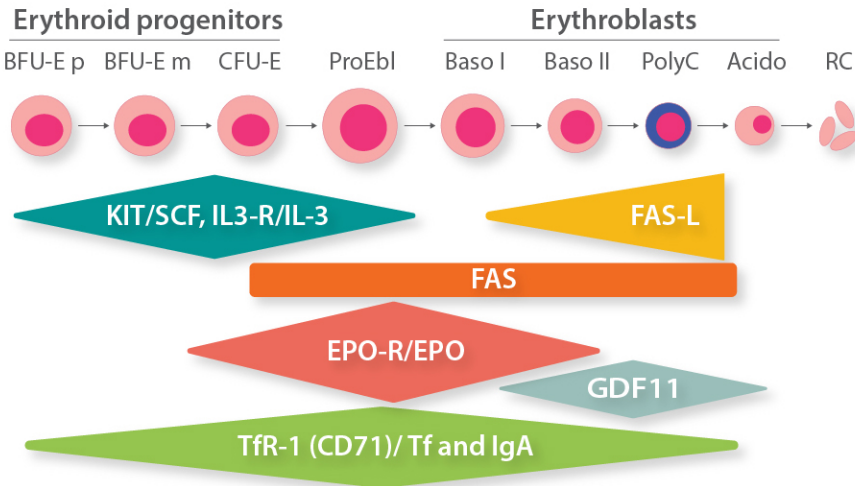 Erythroid progenitors
Erythroblasts
BFU-E p BFU-E m CFU-E ProEbl Baso I Baso II PolyC Acido RC
KIT/SCF, IL3-R/IL-3
FAS-L
FAS
EPO-R/EPO
GDF11
TfR-1 (CD71)/ Tf and IgA